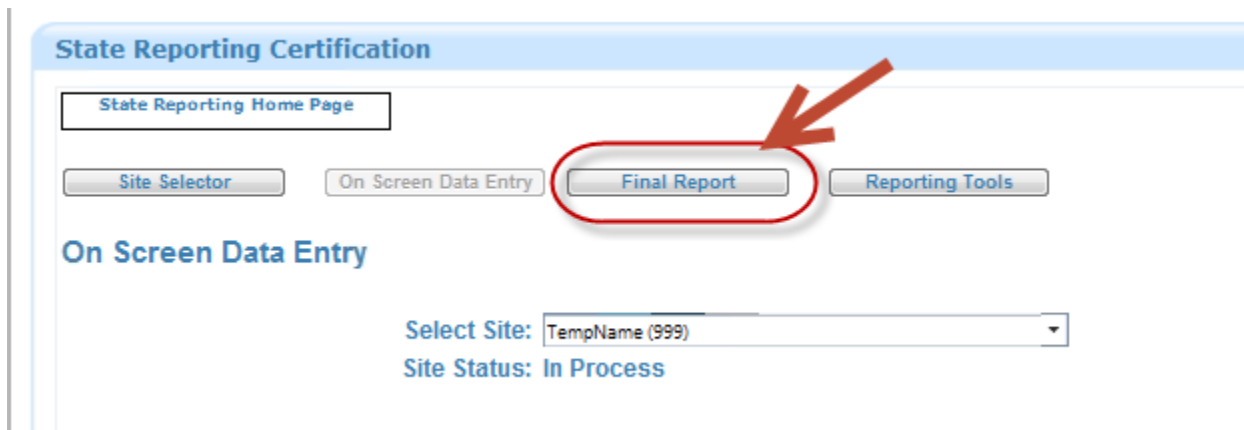 State Reporting Certification
State Reporting Home Page
Site Selector On Screen Data Entry Final Report Reporting Tools
On Screen Data Entry
Select Site: TempName (999)
Site Status: In Process